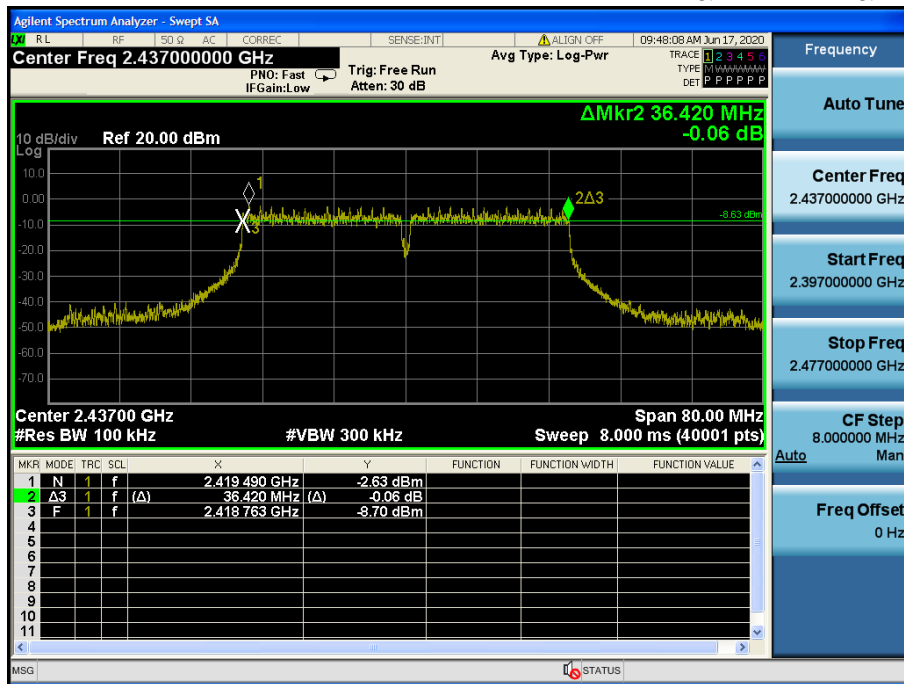 Agilent Spectrum Analyzer - Swept SA
LXI RL RF 50 Ω AC CORREC SENSE:INT ALIGN OFF 09:48:08 AM Jun 17, 2020
Center Freq 2.437000000 GHz
PNO: Fast
IFGain:Low
Trig: Free Run
Atten: 30 dB
Avg Type: Log-Pwr
TRACE 1 2 3 4 5 6
TYPE M WWWWW
DET P P P P P P
ΔMkr2 36.420 MHz
-0.06 dB
10 dB/div Ref 20.00 dBm
Log
10.0
0.00
-10.0
-20.0
-30.0
-40.0
-50.0
-60.0
-70.0
1
3
2Δ3
-8.63 dBm
Center 2.43700 GHz Span 80.00 MHz
#Res BW 100 kHz #VBW 300 kHz Sweep 8.000 ms (40001 pts)
MKR MODE TRC SCL X Y FUNCTION FUNCTION WIDTH FUNCTION VALUE
1 N 1 f 2.419 490 GHz -2.63 dBm
2 Δ3 1 f (Δ) 36.420 MHz (Δ) -0.06 dB
3 F 1 f 2.418 763 GHz -8.70 dBm
4
5
6
7
8
9
10
11
MSG STATUS
Frequency
Auto Tune
Center Freq
2.437000000 GHz
Start Freq
2.397000000 GHz
Stop Freq
2.477000000 GHz
CF Step
8.000000 MHz
Auto Man
Freq Offset
0 Hz